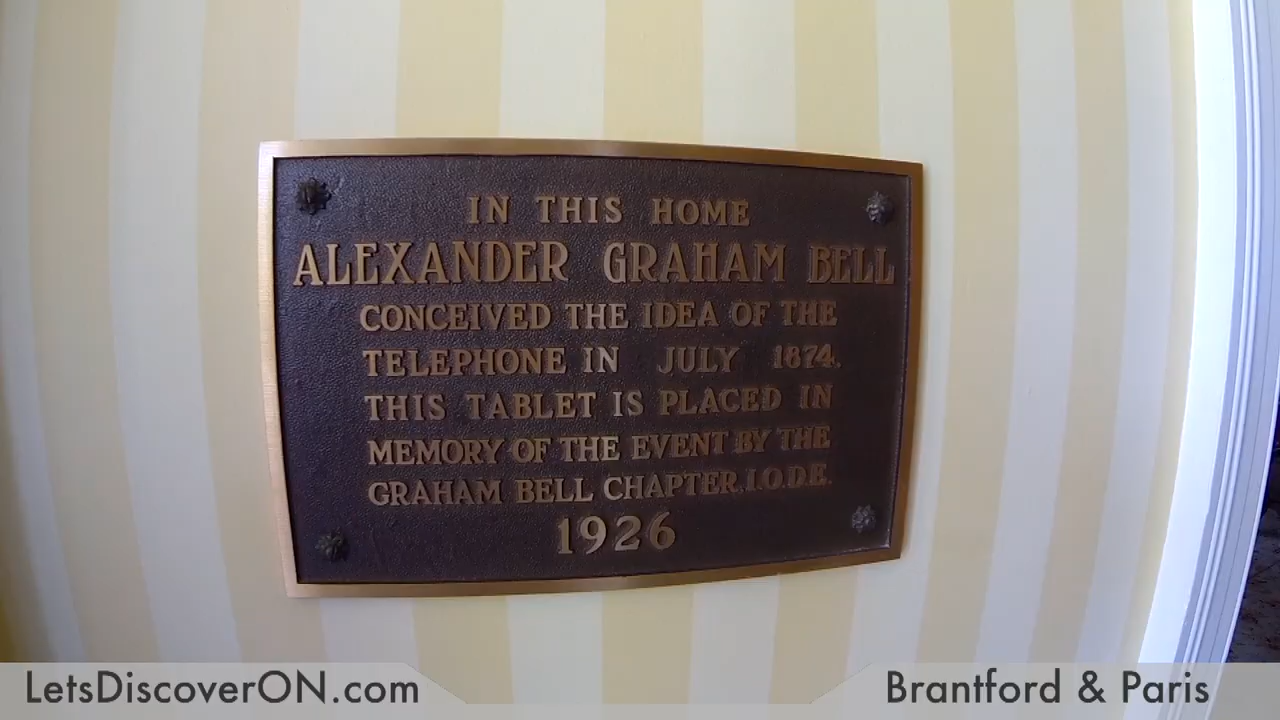 IN THIS HOME
ALEXANDER GRAHAM BELL
CONCEIVED THE IDEA OF THE
TELEPHONE IN JULY 1874.
THIS TABLET IS PLACED IN
MEMORY OF THE EVENT BY THE
GRAHAM BELL CHAPTER, I.O.D.E.
1926
LetsDiscoverON.com
Brantford & Paris